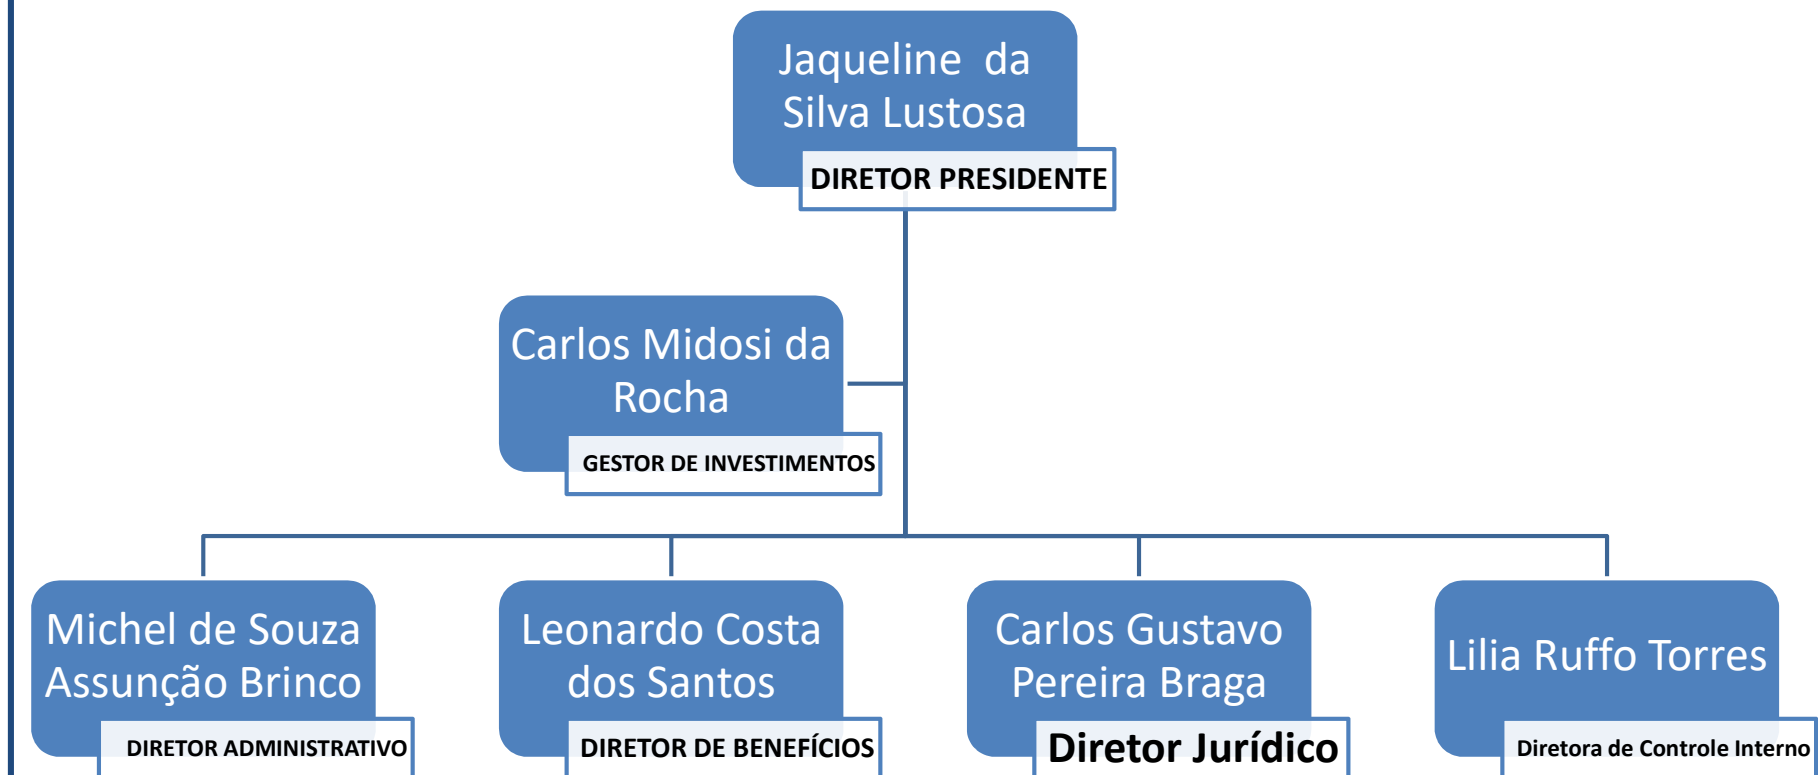 Jaqueline da
Silva Lustosa
DIRETOR PRESIDENTE
Carlos Midosi da
Rocha
GESTOR DE INVESTIMENTOS
Michel de Souza
Assunção Brinco
DIRETOR ADMINISTRATIVO
Leonardo Costa
dos Santos
DIRETOR DE BENEFÍCIOS
Carlos Gustavo
Pereira Braga
Diretor Jurídico
Lilia Ruffo Torres
Diretora de Controle Interno